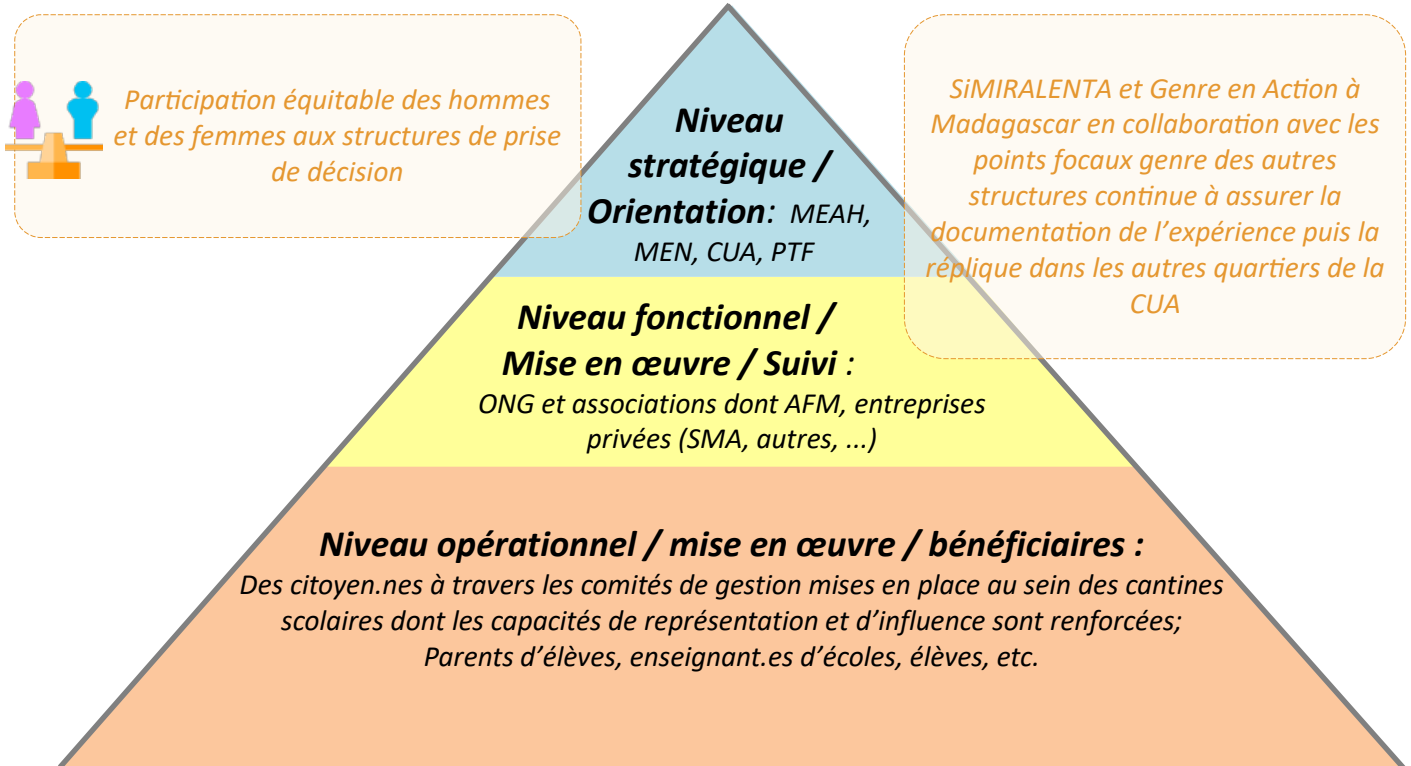 Participation équitable des hommes
et des femmes aux structures de prise
de décision
SiMIRALENTA et Genre en Action à
Madagascar en collaboration avec les
points focaux genre des autres
structures continue à assurer la
documentation de l'expérience puis la
réplique dans les autres quartiers de la
CUA
Niveau
stratégique /
Orientation: MEAH,
MEN, CUA, PTF
Niveau fonctionnel /
Mise en œuvre / Suivi :
ONG et associations dont AFM, entreprises
privées (SMA, autres, ...)
Niveau opérationnel / mise en œuvre / bénéficiaires :
Des citoyen.nes à travers les comités de gestion mises en place au sein des cantines
scolaires dont les capacités de représentation et d'influence sont renforcées;
Parents d'élèves, enseignant.es d'écoles, élèves, etc.